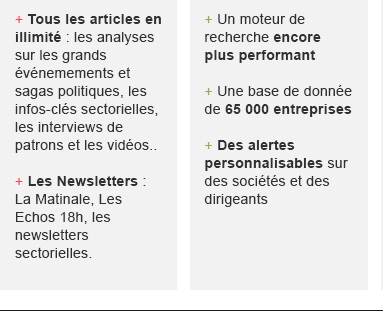 + Tous les articles en
illimité : les analyses
sur les grands
événemements et
sagas politiques, les
infos-clés sectorielles,
les interviews de
patrons et les vidéos..
+ Les Newsletters :
La Matinale, Les
Echos 18h, les
newsletters
sectorielles.
+ Un moteur de
recherche encore
plus performant
+ Une base de donnée
de 65 000 entreprises
+ Des alertes
personnalisables sur
des sociétés et des
dirigeants